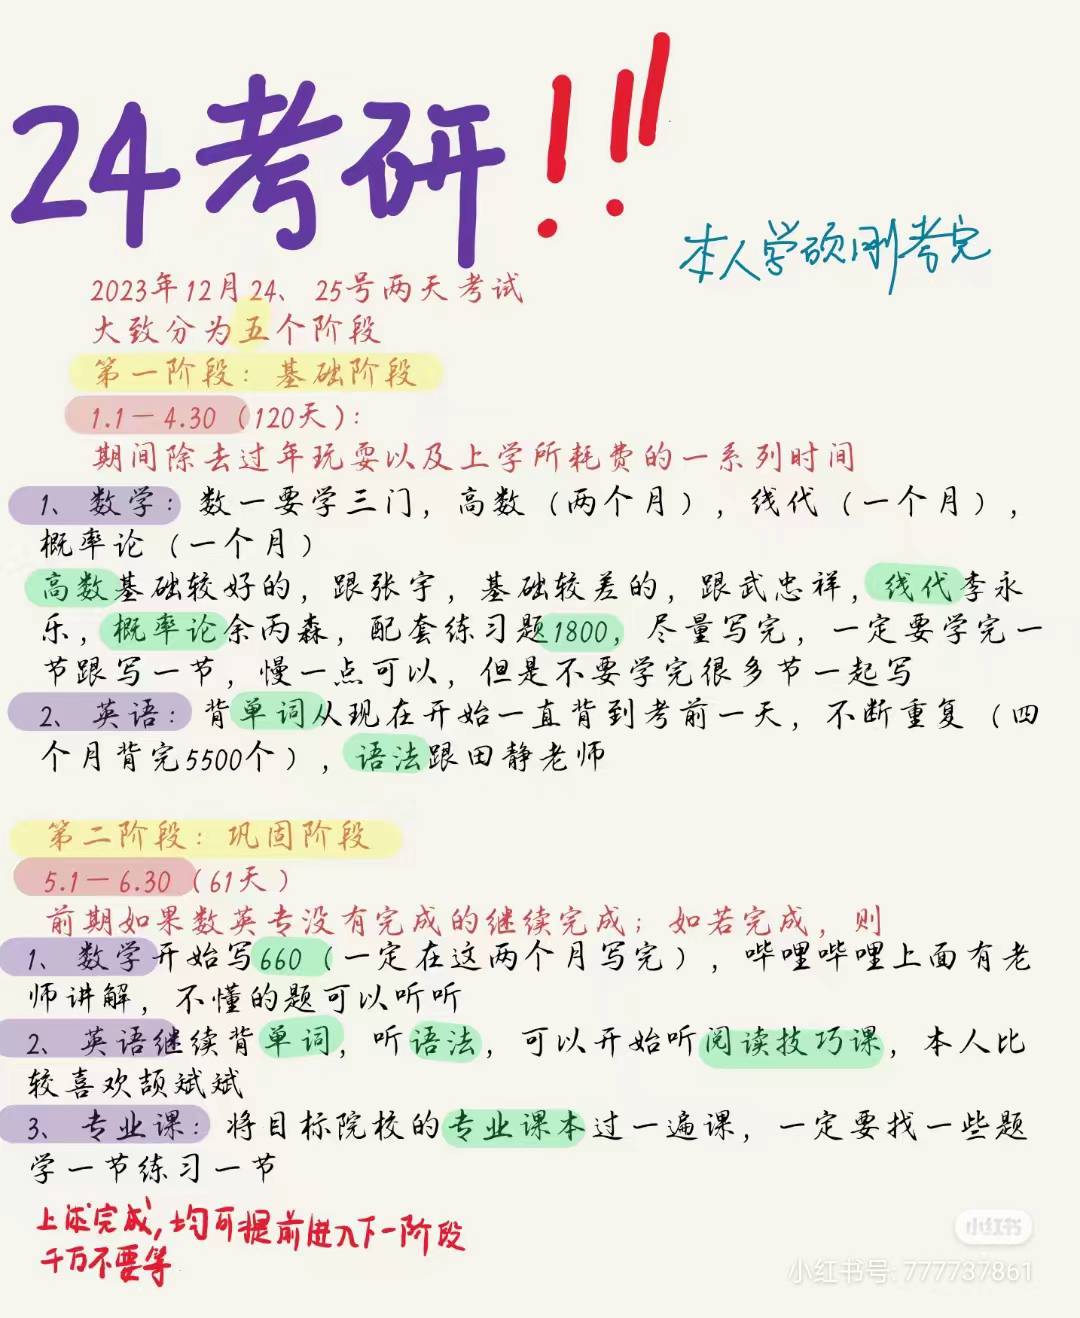 24考研!!!
本人学硕刚考完
2023年12月24、25号两天考试
大致分为五个阶段
第一阶段：基础阶段
1.1－4.30（120天）：
期间除去过年玩耍以及上学所耗费的一系列时间
1、数学：数一要学三门，高数（两个月），线代（一个月），
概率论（一个月）
高数基础较好的，跟张宇，基础较差的，跟武忠祥，线代李永
乐，概率论余丙森，配套练习题1800，尽量写完，一定要学完一
节跟写一节，慢一点可以，但是不要学完很多节一起写
2、英语：背单词从现在开始一直背到考前一天，不断重复（四
个月背完5500个），语法跟田静老师
第二阶段：巩固阶段
5.1－6.30（61天）
前期如果数英专没有完成的继续完成；如若完成，则
1、数学开始写660（一定在这两个月写完），哔哩哔哩上面有老
师讲解，不懂的题可以听听
2、英语继续背单词，听语法，可以开始听阅读技巧课，本人比
较喜欢颉斌斌
3、专业课：将目标院校的专业课本过一遍课，一定要找一些题
学一节练习一节
上述完成，均可提前进入下一阶段
千万不要等
小红书
小红书号：777737861